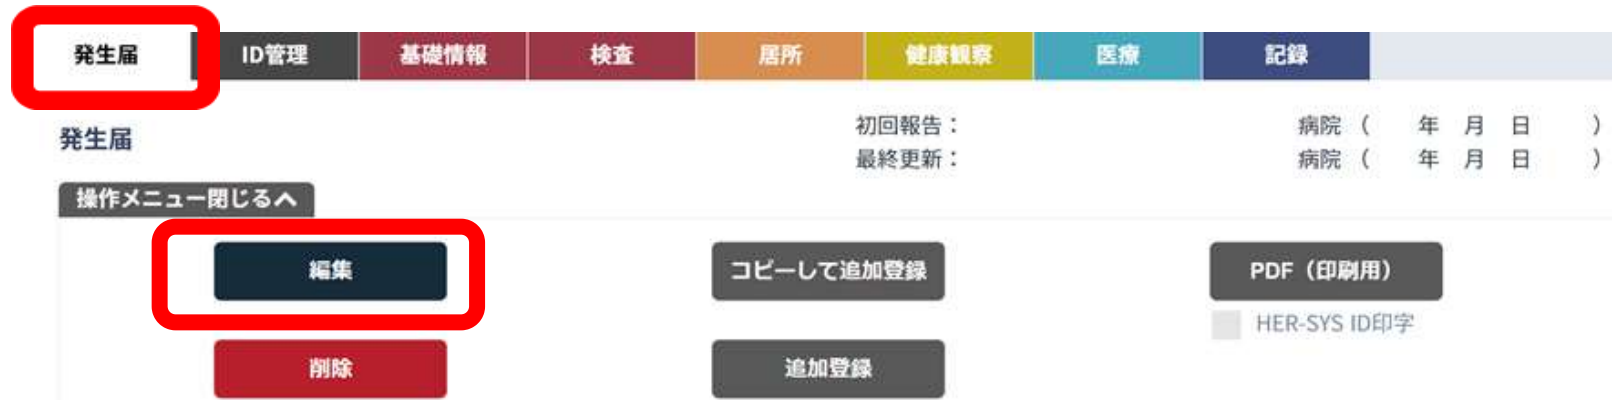 発生届 ID管理 基礎情報 検査 居所 健康観察 医療 記録
発生届
初回報告： 病院 （ 年 月 日 ）
最終更新： 病院 （ 年 月 日 ）
操作メニュー閉じるヘ
編集 コピーして追加登録 PDF（印刷用）
HER-SYS ID印字
削除 追加登録